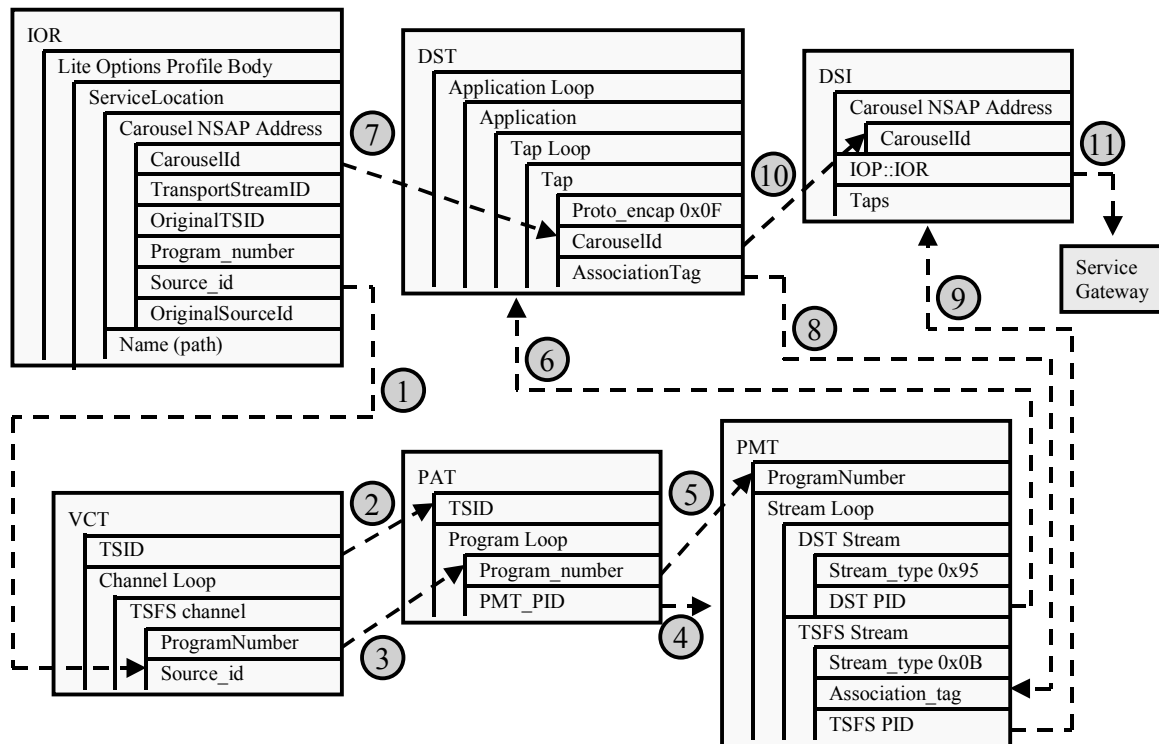 IOR
Lite Options Profile Body
ServiceLocation
Carousel NSAP Address
CarouselId
TransportStreamID
OriginalTSID
Program_number
Source_id
OriginalSourceId
Name (path)
7
DST
Application Loop
Application
Tap Loop
Tap
Proto_encap 0x0F
CarouselId
AssociationTag
10
DSI
Carousel NSAP Address
CarouselId
IOP::IOR
Taps
11
Service
Gateway
9
8
6
1
VCT
TSID
Channel Loop
TSFS channel
ProgramNumber
Source_id
2
3
PAT
TSID
Program Loop
Program_number
PMT_PID
5
4
PMT
ProgramNumber
Stream Loop
DST Stream
Stream_type 0x95
DST PID
TSFS Stream
Stream_type 0x0B
Association_tag
TSFS PID